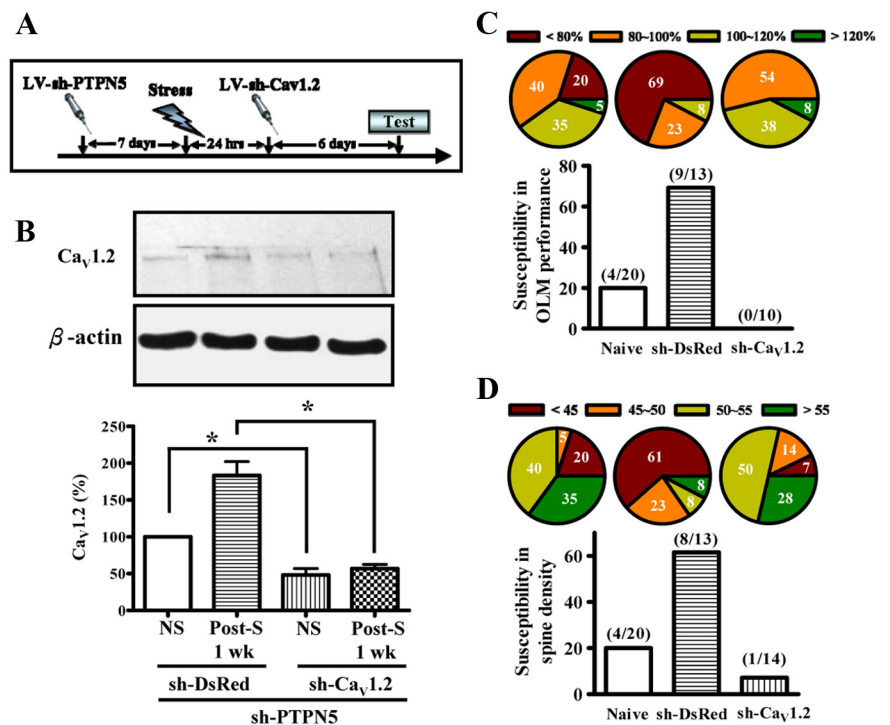 A
LV-sh-PTPN5
Stress
LV-sh-Cav1.2
Test
7 days
24 hrs
6 days
B
CaV1.2
β-actin
*
*
CaV1.2 (%)
250
200
150
100
50
0
NS
Post-S
1 wk
NS
Post-S
1 wk
sh-DsRed
sh-CaV1.2
sh-PTPN5
C
< 80%
80~100%
100~120%
> 120%
40
20
5
35
69
8
23
54
8
38
Susceptibility in
OLM performance
80
60
40
20
0
(4/20)
(9/13)
(0/10)
Naive
sh-DsRed
sh-CaV1.2
D
< 45
45~50
50~55
> 55
5
40
20
35
61
8
8
23
14
50
7
28
Susceptibility in
spine density
60
40
20
0
(4/20)
(8/13)
(1/14)
Naive
sh-DsRed
sh-CaV1.2